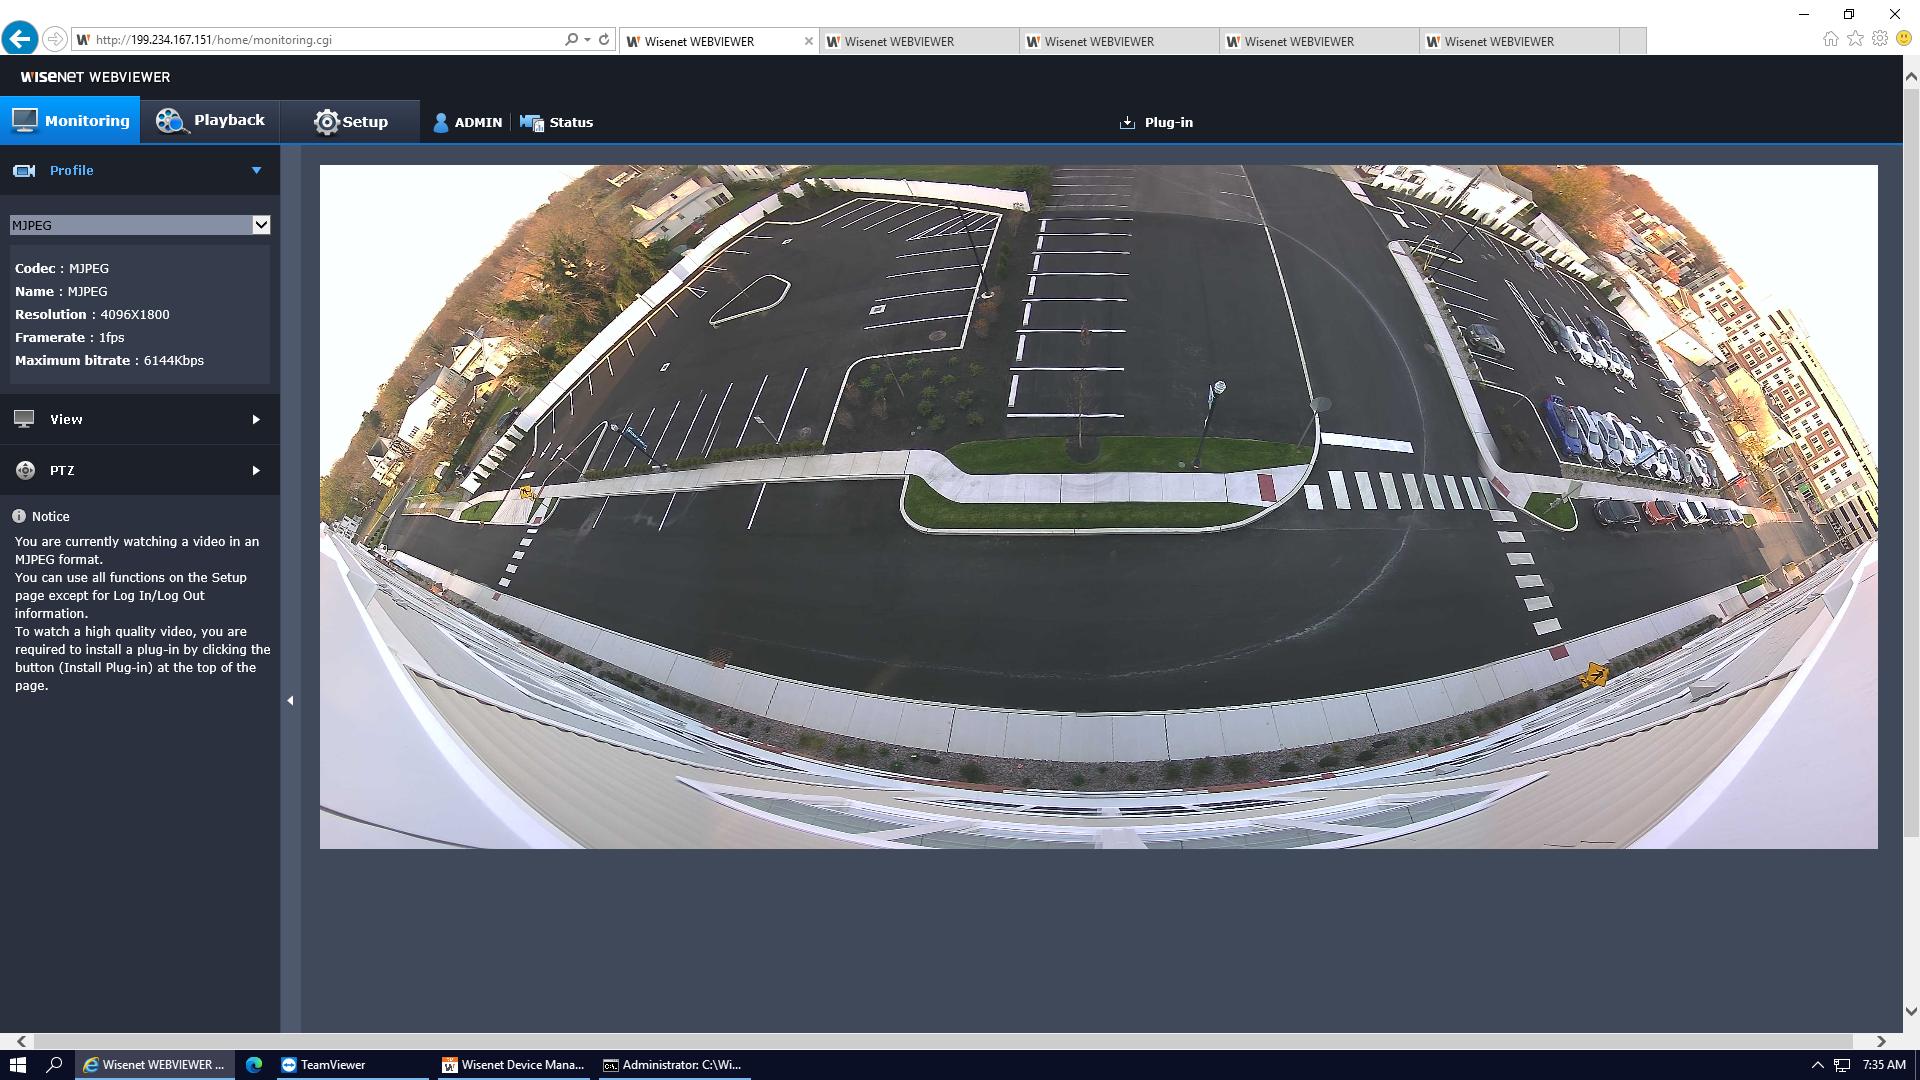 http://199.234.167.151/home/monitoring.cgi
Wisenet WEBVIEWER
Wisenet WEBVIEWER
Wisenet WEBVIEWER
Wisenet WEBVIEWER
Wisenet WEBVIEWER
WISENET WEBVIEWER
Monitoring
Playback
Setup
ADMIN
Status
Plug-in
Profile
MJPEG
Codec : MJPEG
Name : MJPEG
Resolution : 4096X1800
Framerate : 1fps
Maximum bitrate : 6144Kbps
View
PTZ
Notice
You are currently watching a video in an
MJPEG format.
You can use all functions on the Setup
page except for Log In/Log Out
information.
To watch a high quality video, you are
required to install a plug-in by clicking the
button (Install Plug-in) at the top of the
page.
Wisenet WEBVIEWER ...
TeamViewer
Wisenet Device Mana...
Administrator: C:\Wi...
7:35 AM